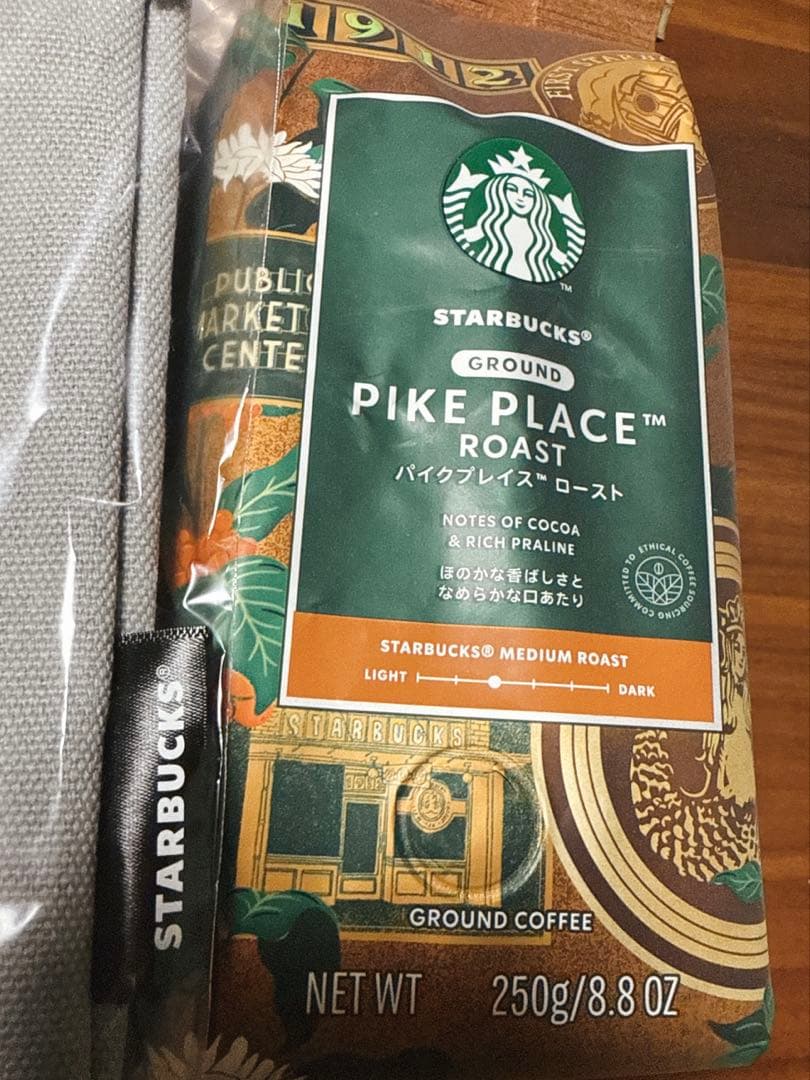 1912
FIRST STARBU
PUBLIC
MARKET
CENTE
STARBUCKS®
GROUND
PIKE PLACE™
ROAST
パイクプレイス™ ロースト
NOTES OF COCOA
& RICH PRALINE
ほのかな香ばしさと
なめらかな口あたり
COMMITTED TO ETHICAL COFFEE SOURCING
STARBUCKS® MEDIUM ROAST
LIGHT DARK
STARBUCKS
GROUND COFFEE
NET WT 250g/8.8 OZ
STARBUCKS®
TM